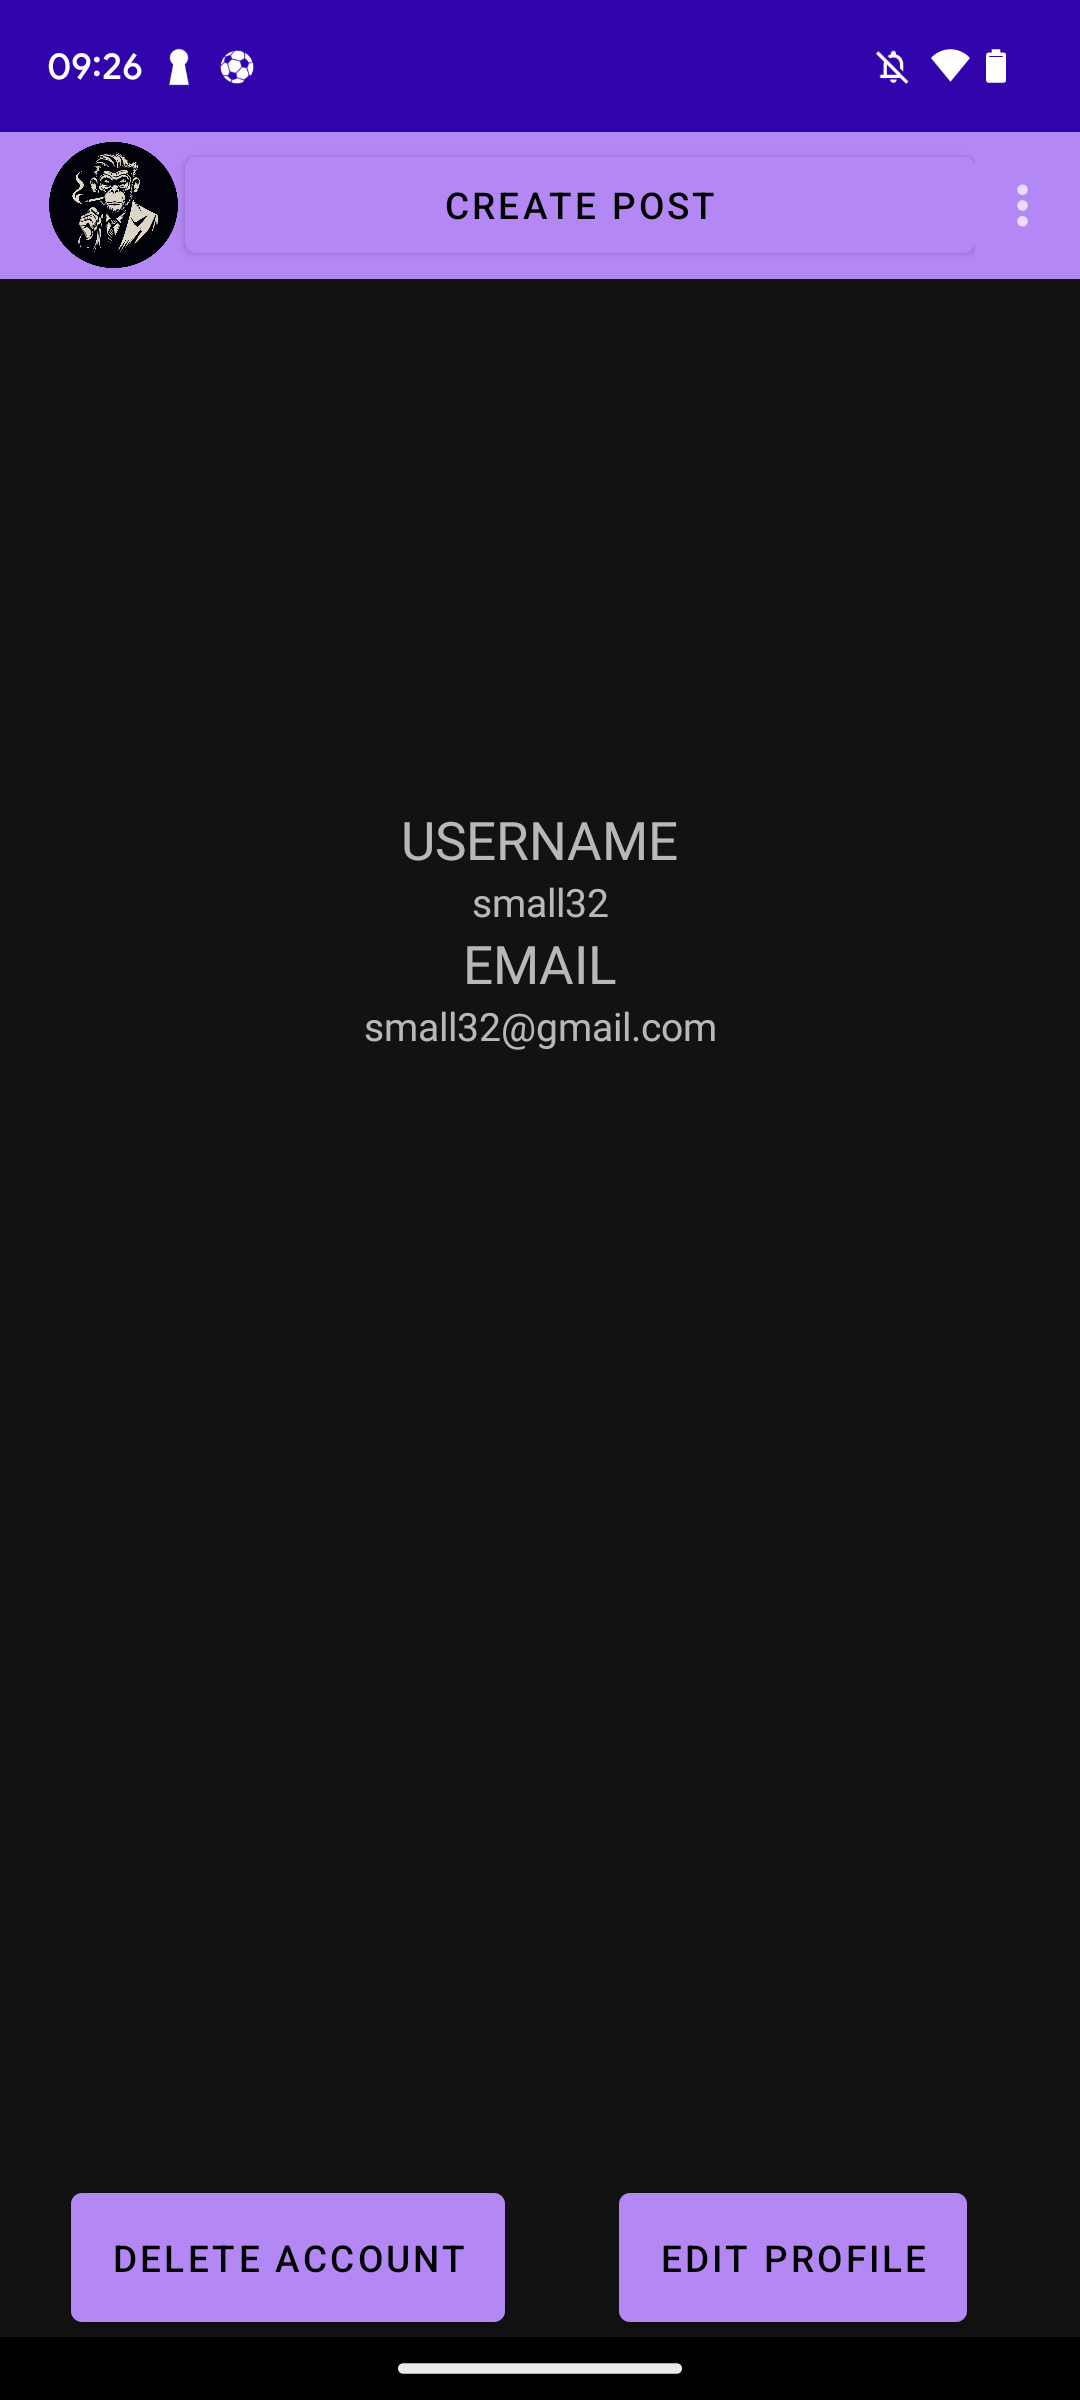 09:26
CREATE POST
USERNAME
small32
EMAIL
small32@gmail.com
DELETE ACCOUNT
EDIT PROFILE